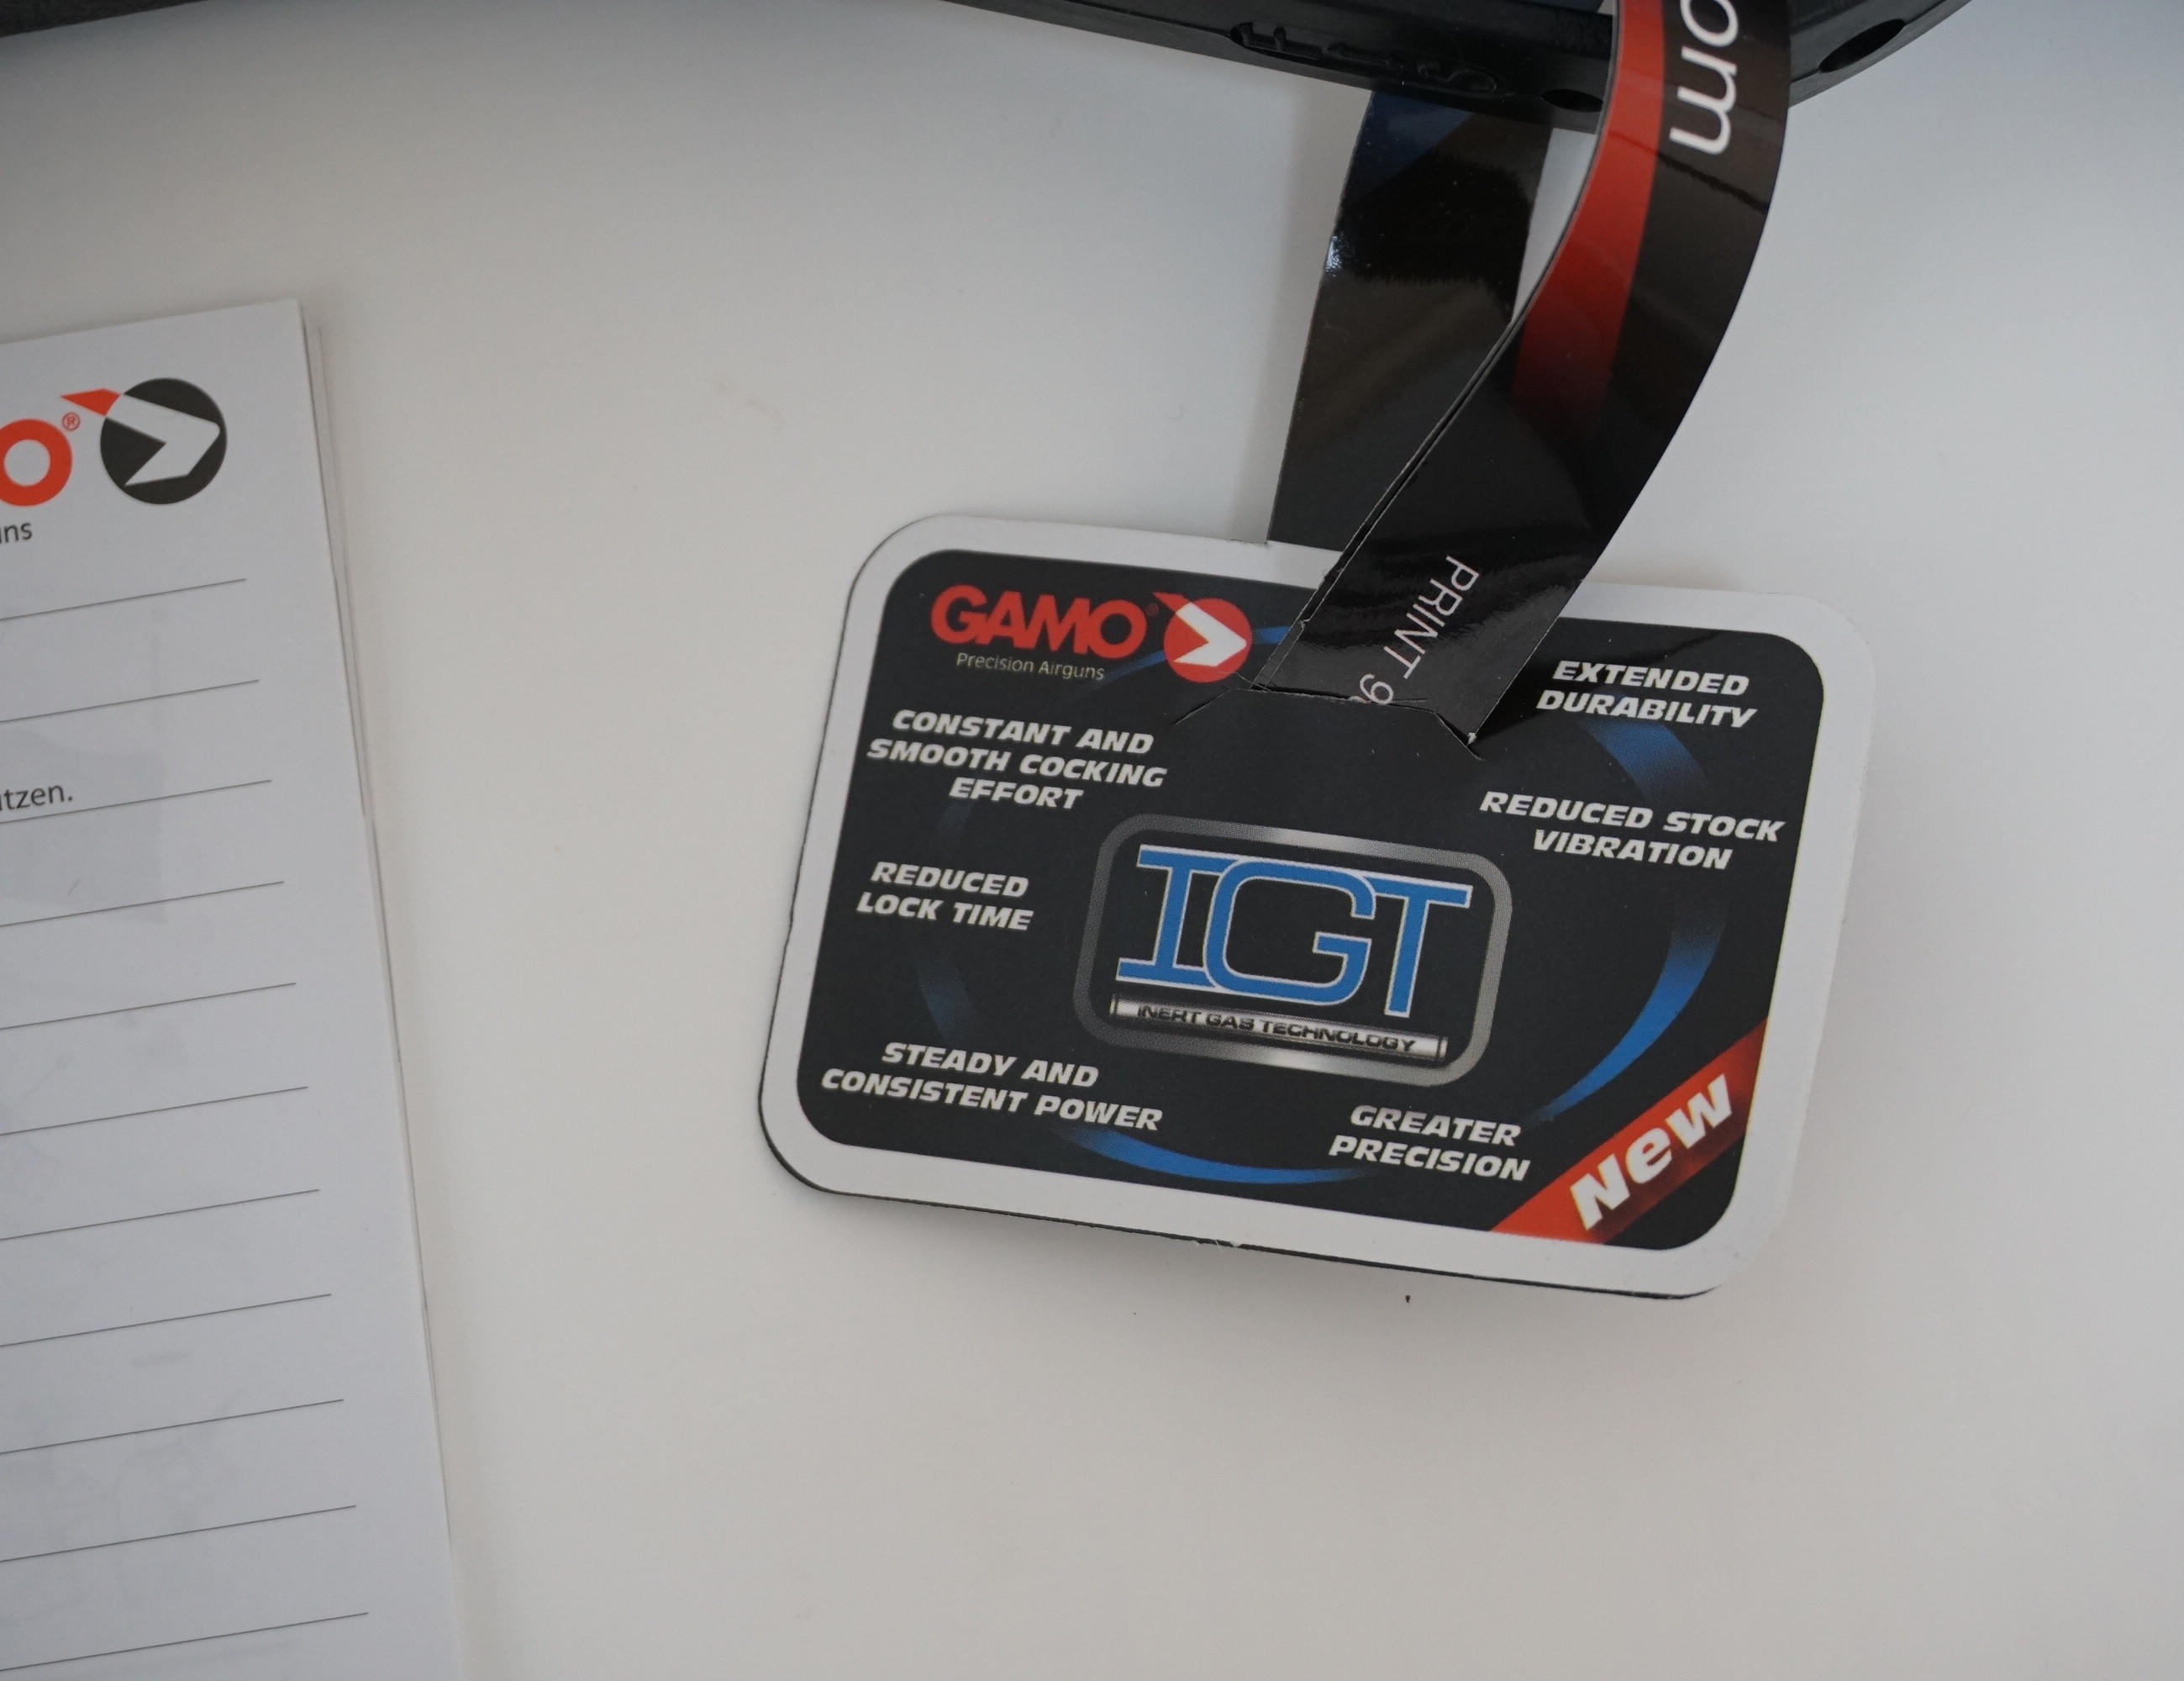 om
PRINT
GAMO®
Precision Airguns
CONSTANT AND
SMOOTH COCKING
EFFORT
REDUCED
LOCK TIME
STEADY AND
CONSISTENT POWER
EXTENDED
DURABILITY
REDUCED STOCK
VIBRATION
GREATER
PRECISION
IGT
INERT GAS TECHNOLOGY
New
O®
uns
tzen.